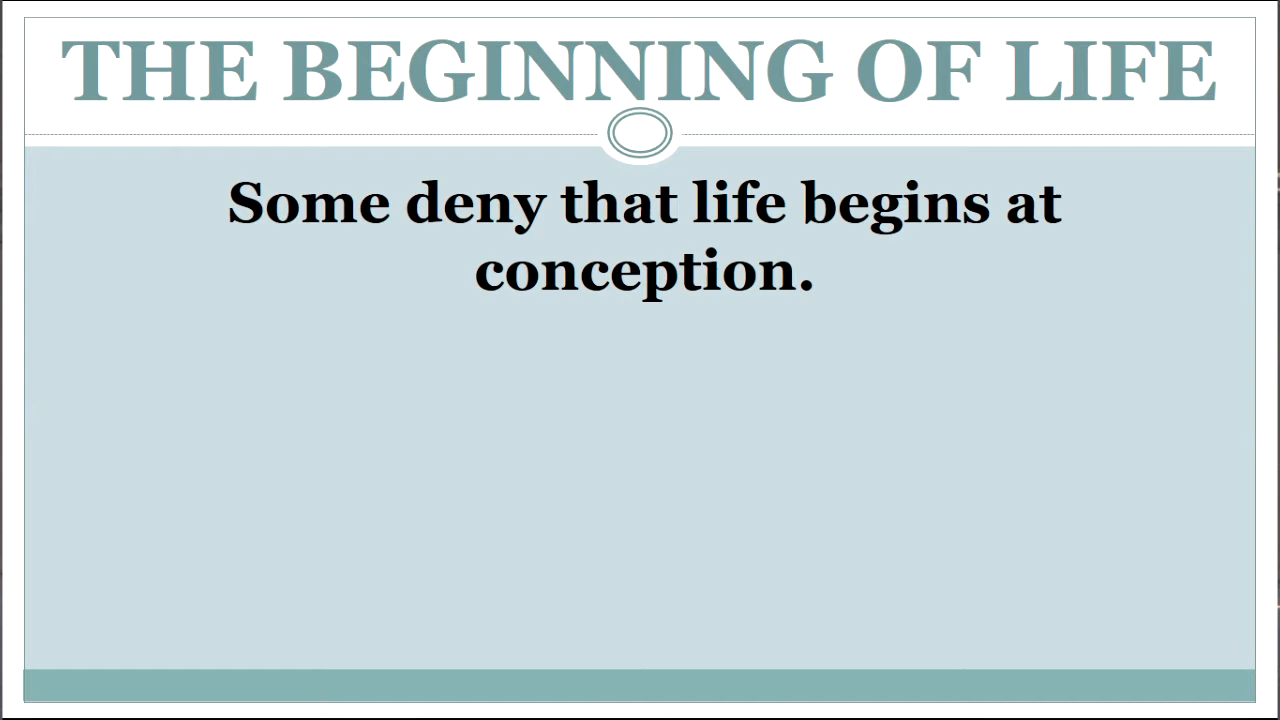 THE BEGINNING OF LIFE
Some deny that life begins at
conception.